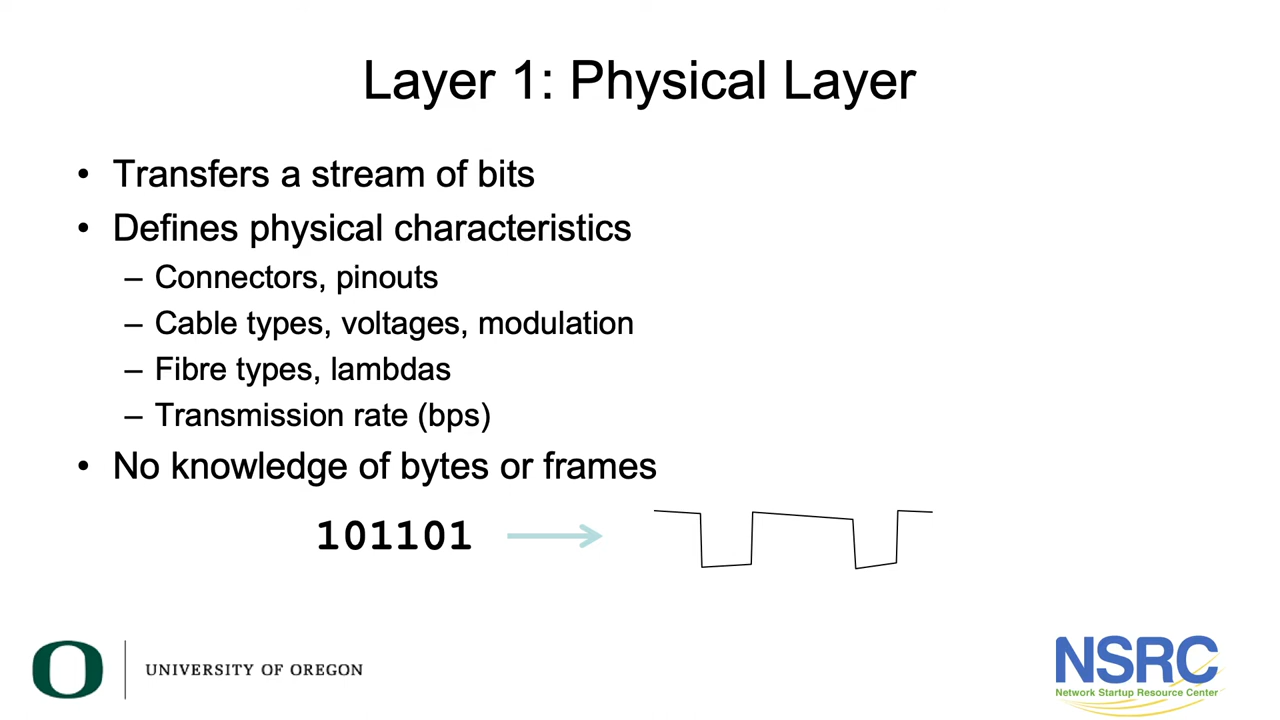 Layer 1: Physical Layer
• Transfers a stream of bits
• Defines physical characteristics
– Connectors, pinouts
– Cable types, voltages, modulation
– Fibre types, lambdas
– Transmission rate (bps)
• No knowledge of bytes or frames
101101
O
UNIVERSITY OF OREGON
NSRC
Network Startup Resource Center